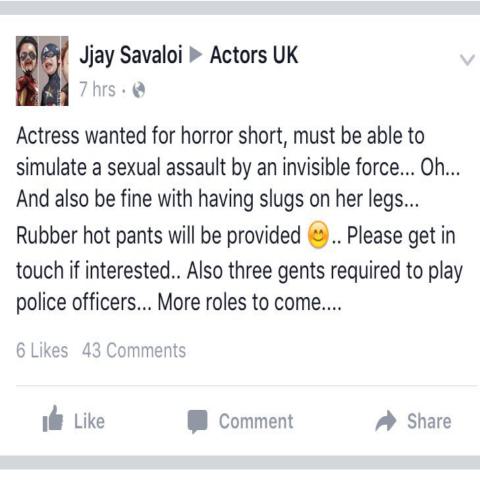 Jjay Savaloi ▶ Actors UK
7 hrs ·
Actress wanted for horror short, must be able to
simulate a sexual assault by an invisible force... Oh...
And also be fine with having slugs on her legs...
Rubber hot pants will be provided 😊.. Please get in
touch if interested.. Also three gents required to play
police officers... More roles to come....
6 Likes 43 Comments
Like Comment Share